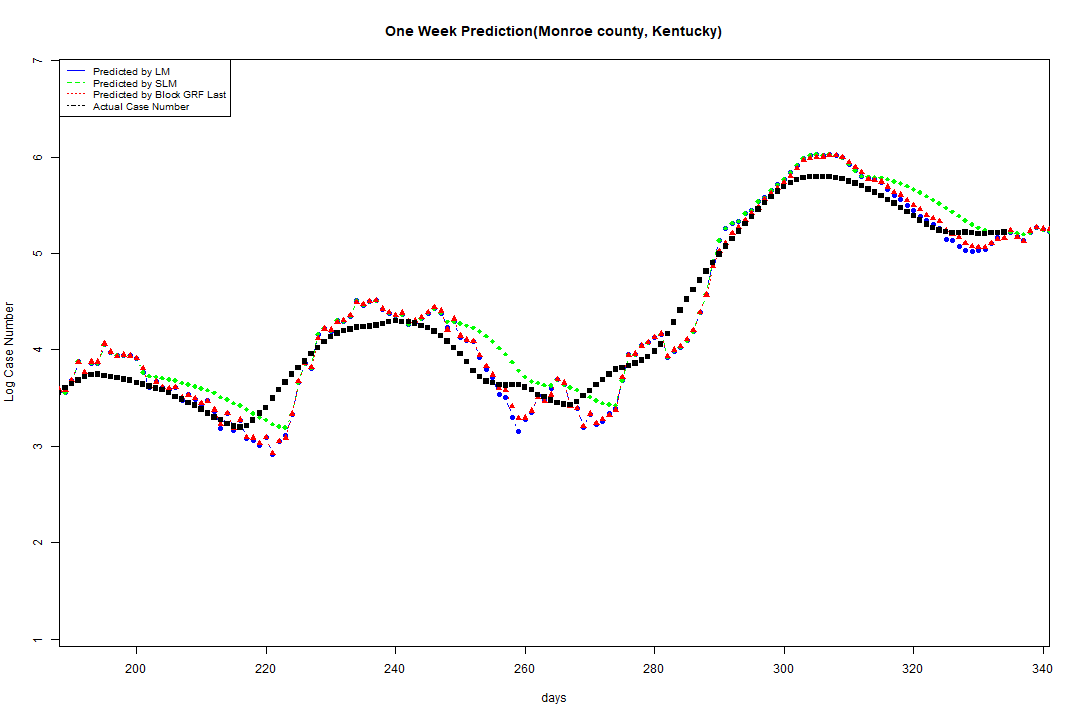 One Week Prediction(Monroe county, Kentucky)
Predicted by LM
Predicted by SLM
Predicted by Block GRF Last
Actual Case Number
7
6
5
4
3
2
1
Log Case Number
200 220 240 260 280 300 320 340
days